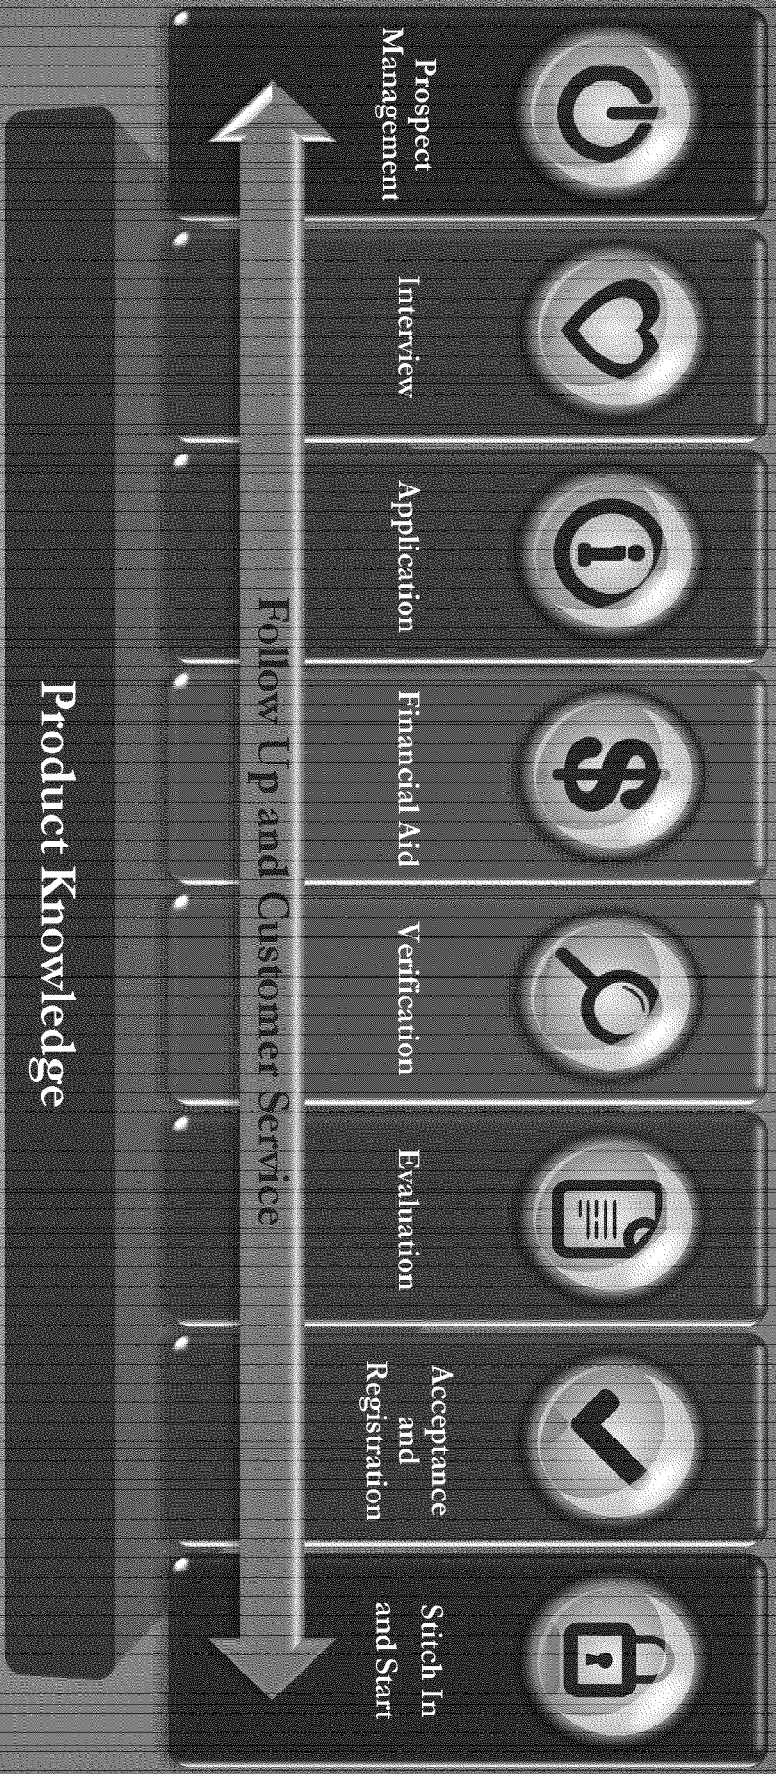 Prospect
Management
Interview
Application
Financial Aid
Verification
Evaluation
Acceptance
and
Registration
Stitch In
and Start
Follow Up and Customer Service
Product Knowledge